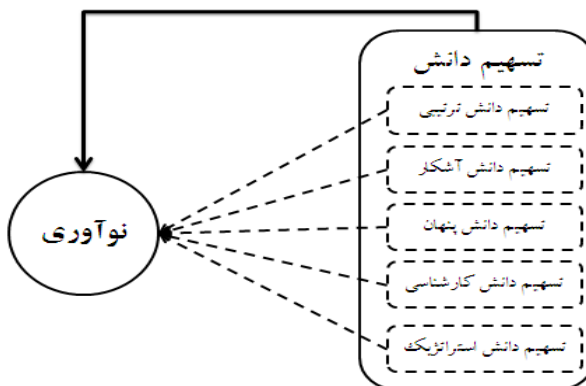 تسهیم دانش
تسهیم دانش ترتیبی
تسهیم دانش آشکار
تسهیم دانش پنهان
تسهیم دانش کارشناسی
تسهیم دانش استراتژیک
نوآوری